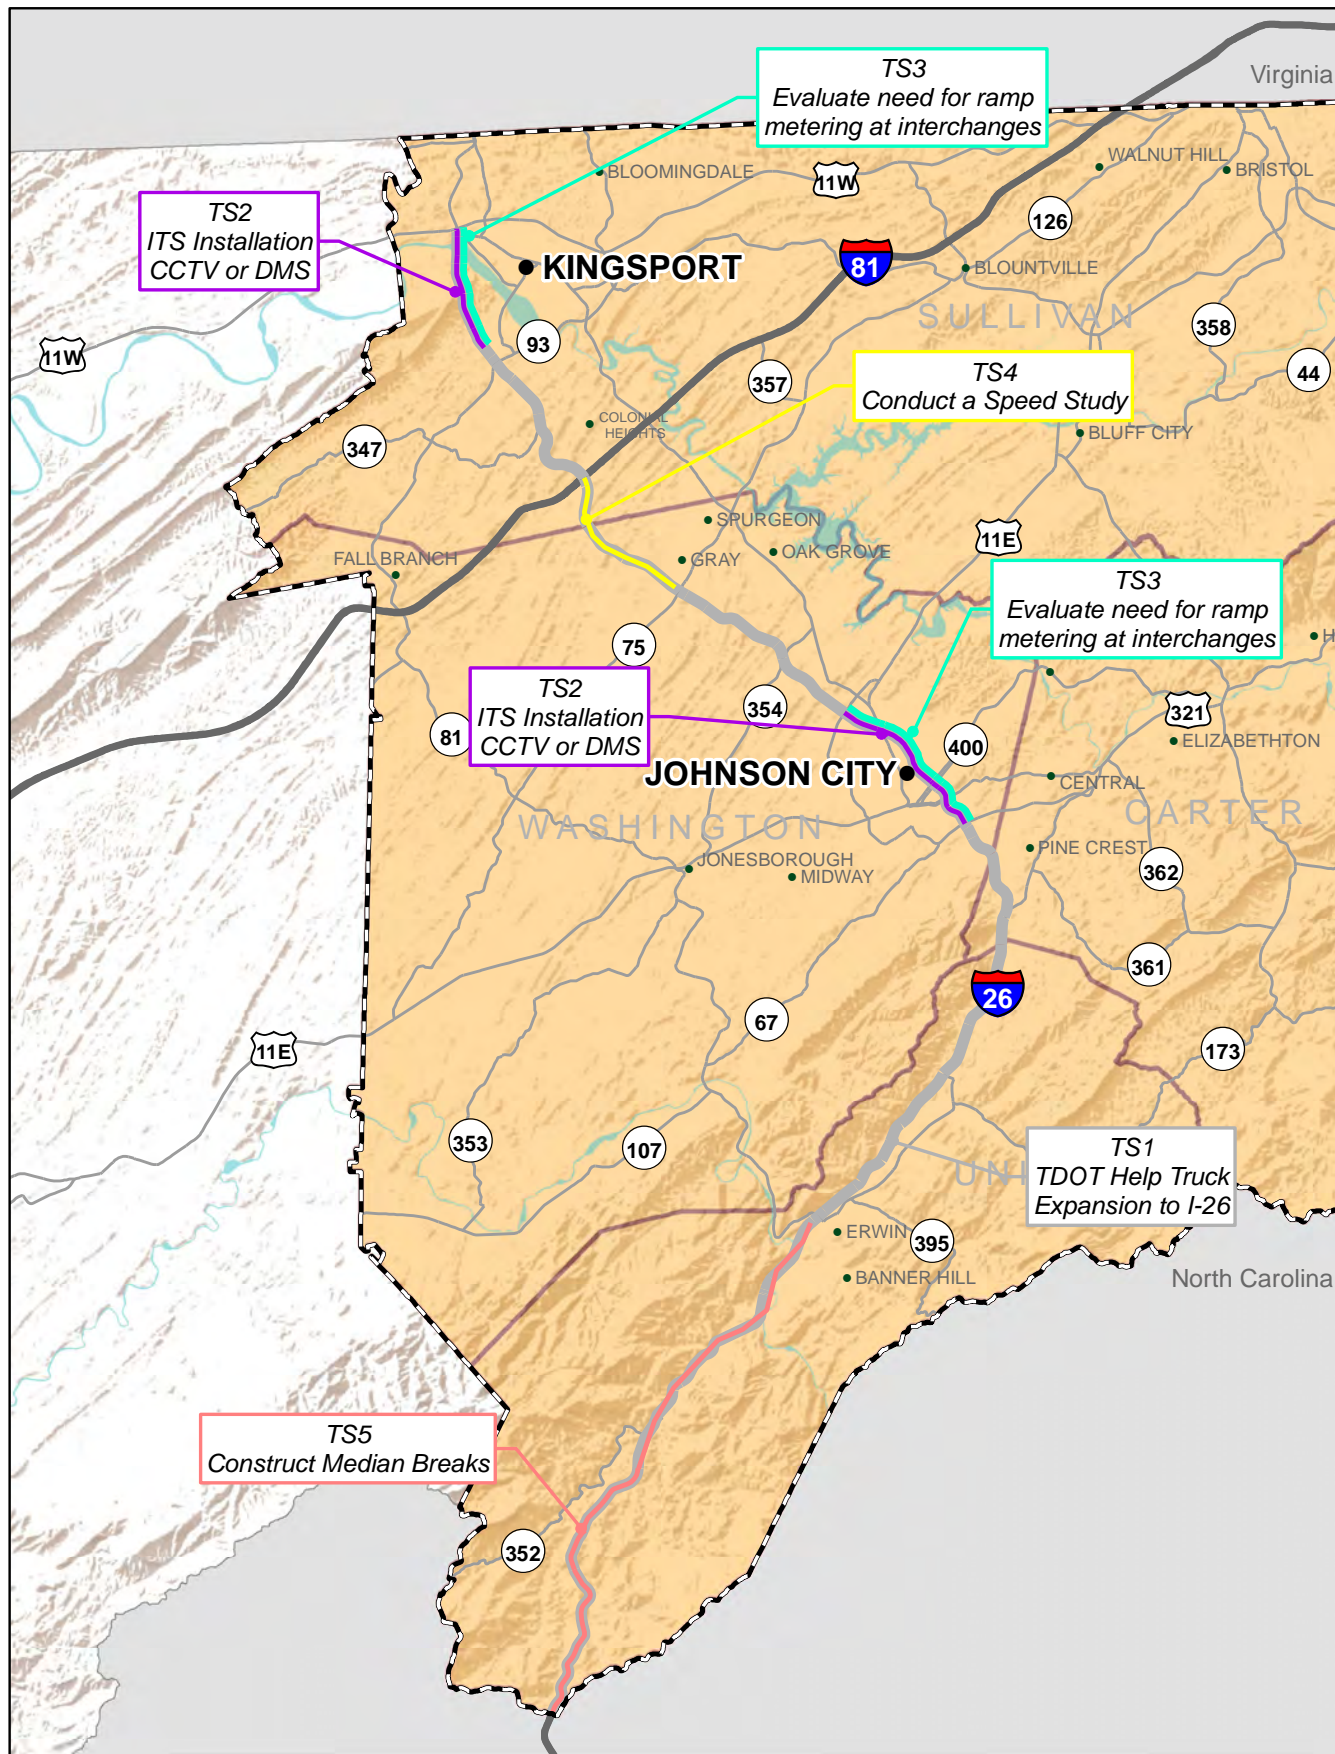 Virginia
TS3
Evaluate need for ramp
metering at interchanges
WALNUT HILL
BRISTOL
BLOOMINGDALE
11W
126
TS2
ITS Installation
CCTV or DMS
KINGSPORT
81
BLOUNTVILLE
SULLIVAN
358
11W
93
44
357
TS4
Conduct a Speed Study
COLONIAL
HEIGHTS
BLUFF CITY
347
SPURGEON
11E
FALL BRANCH
GRAY
OAK GROVE
TS3
Evaluate need for ramp
metering at interchanges
H
75
TS2
ITS Installation
CCTV or DMS
354
321
81
400
ELIZABETHTON
JOHNSON CITY
CENTRAL
WASHINGTON
CARTER
PINE CREST
JONESBOROUGH
MIDWAY
362
361
26
67
11E
173
353
107
TS1
TDOT Help Truck
Expansion to I-26
UNI
ERWIN
395
BANNER HILL
North Carolina
TS5
Construct Median Breaks
352